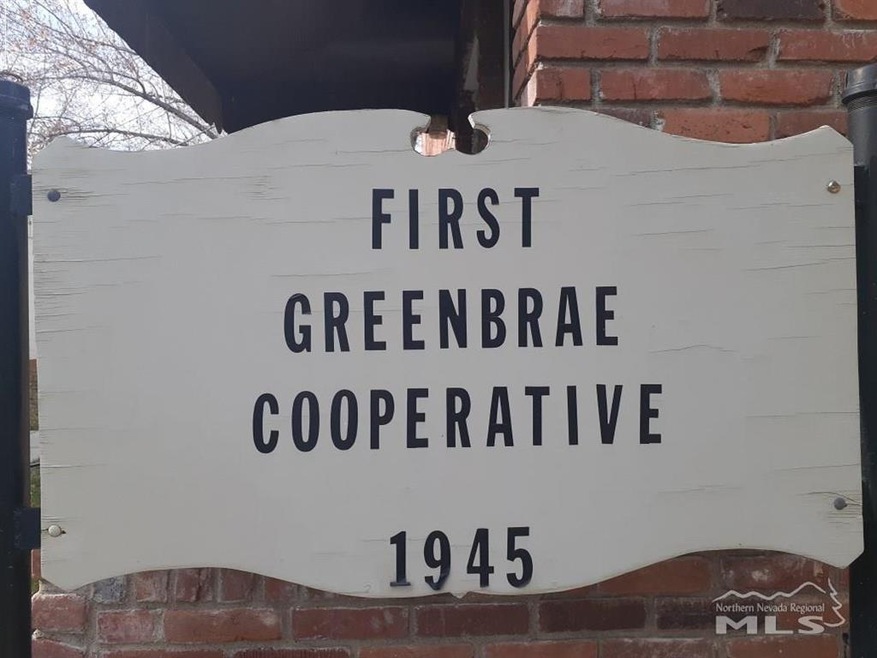 FIRST
GREENBRAE
COOPERATIVE
1945
Northern Nevada Regional
MLS